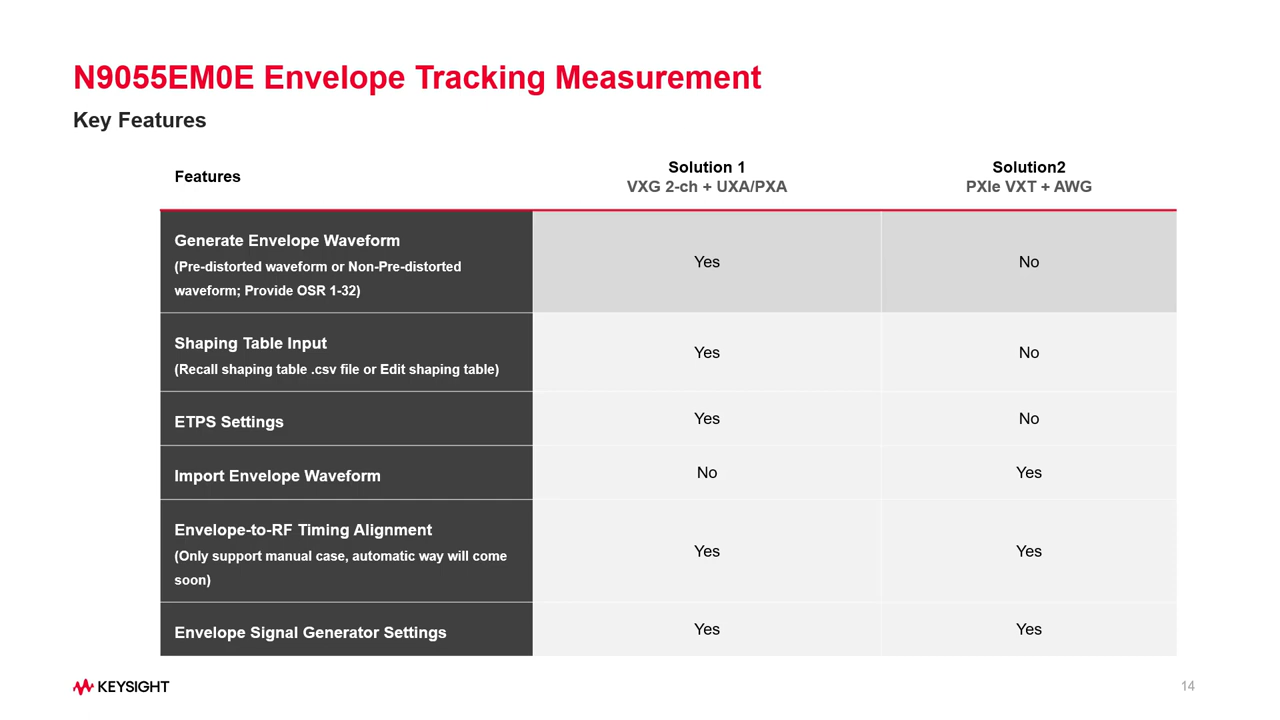 N9055EM0E Envelope Tracking Measurement
Key Features
Features
Solution 1
VXG 2-ch + UXA/PXA
Solution2
PXIe VXT + AWG
Generate Envelope Waveform
(Pre-distorted waveform or Non-Pre-distorted
waveform; Provide OSR 1-32)
Yes
No
Shaping Table Input
(Recall shaping table .csv file or Edit shaping table)
Yes
No
ETPS Settings
Yes
No
Import Envelope Waveform
No
Yes
Envelope-to-RF Timing Alignment
(Only support manual case, automatic way will come
soon)
Yes
Yes
Envelope Signal Generator Settings
Yes
Yes
KEYSIGHT
14